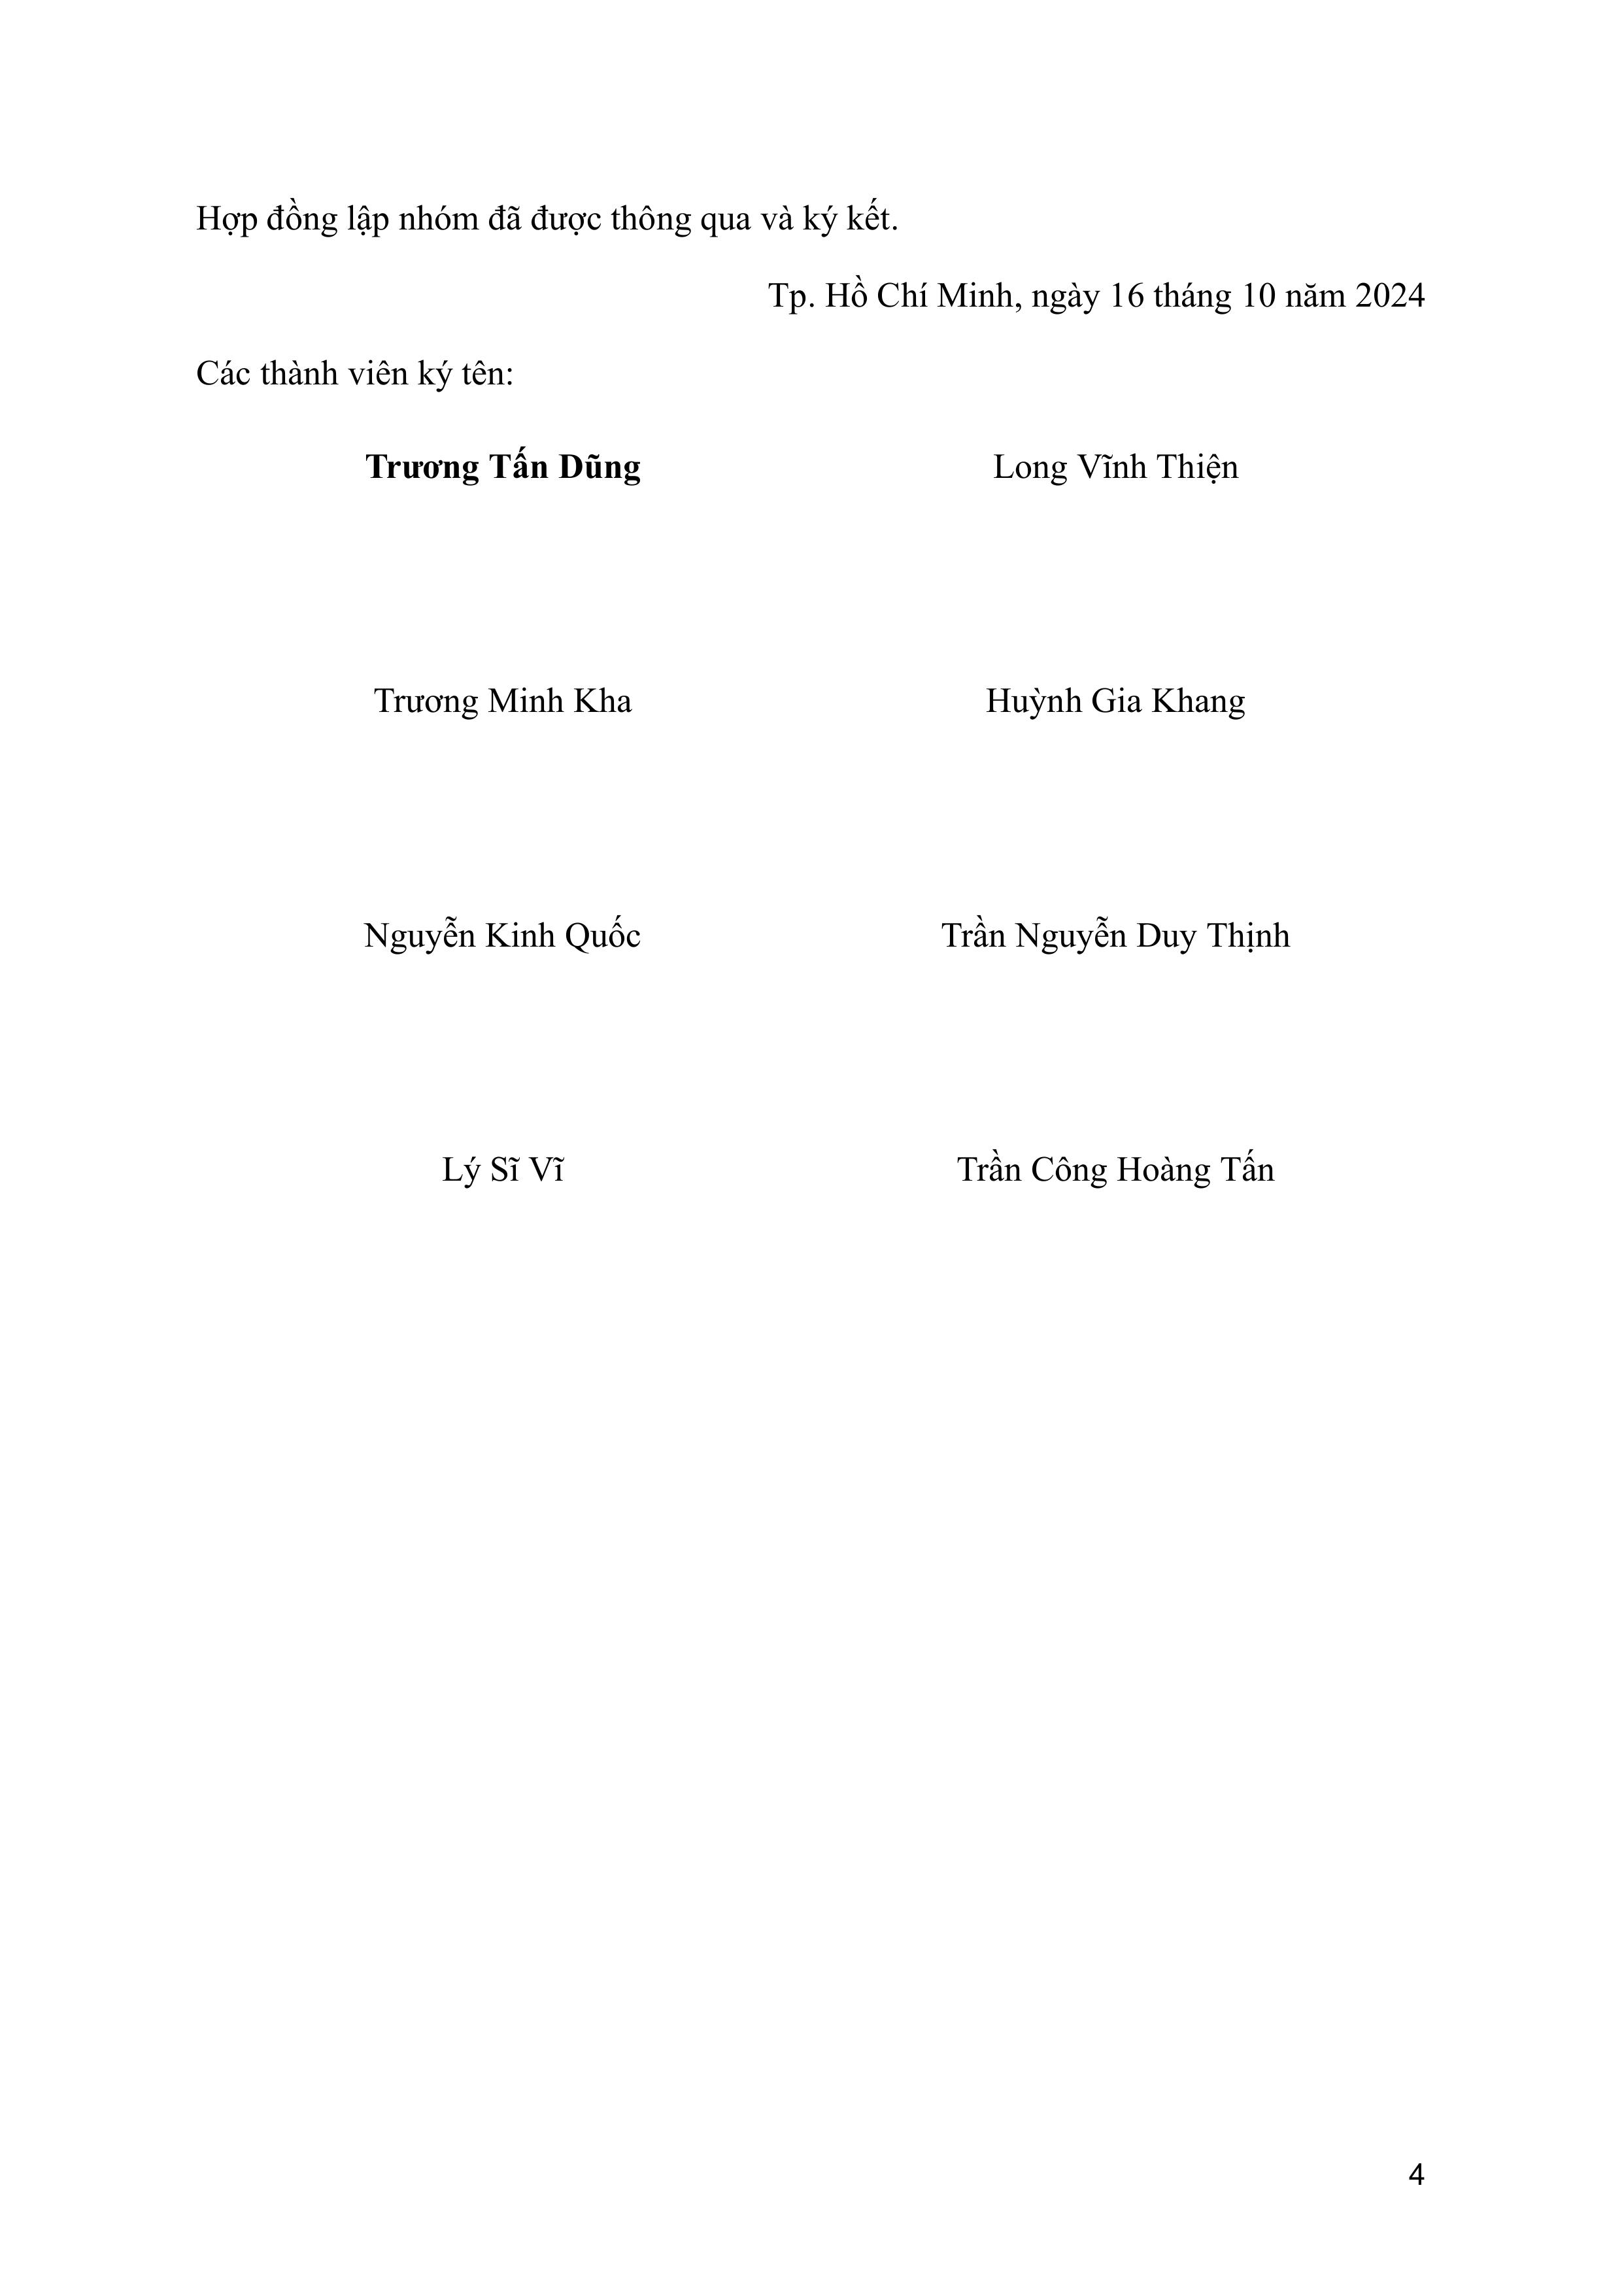 Hợp đồng lập nhóm đã được thông qua và ký kết.
Tp. Hồ Chí Minh, ngày 16 tháng 10 năm 2024
Các thành viên ký tên:
Trương Tấn Dũng
Long Vĩnh Thiện
Trương Minh Kha
Huỳnh Gia Khang
Nguyễn Kinh Quốc
Trần Nguyễn Duy Thịnh
Lý Sĩ Vĩ
Trần Công Hoàng Tấn
4